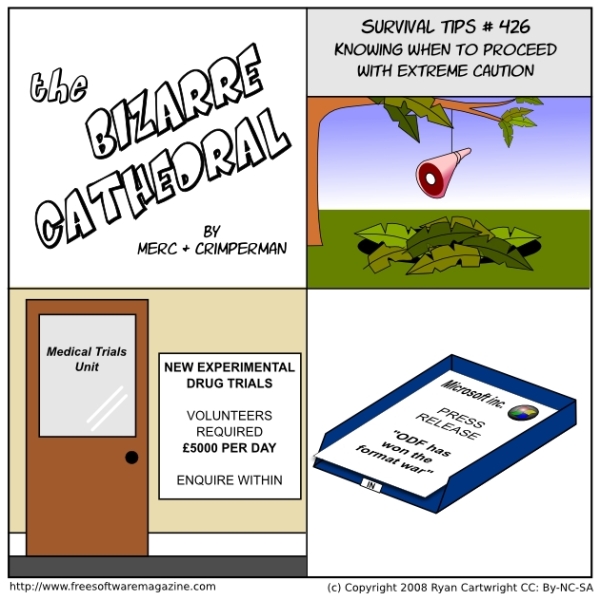 the
BIZARRE
CATHEDRAL
BY
MERC + CRIMPERMAN
SURVIVAL TIPS # 426
KNOWING WHEN TO PROCEED
WITH EXTREME CAUTION
Medical Trials
Unit
NEW EXPERIMENTAL
DRUG TRIALS
VOLUNTEERS
REQUIRED
£5000 PER DAY
ENQUIRE WITHIN
Microsoft inc.
PRESS
RELEASE
"ODF has
won the
format war"
IN
http://www.freesoftwaremagazine.com
(c) Copyright 2008 Ryan Cartwright CC: By-NC-SA